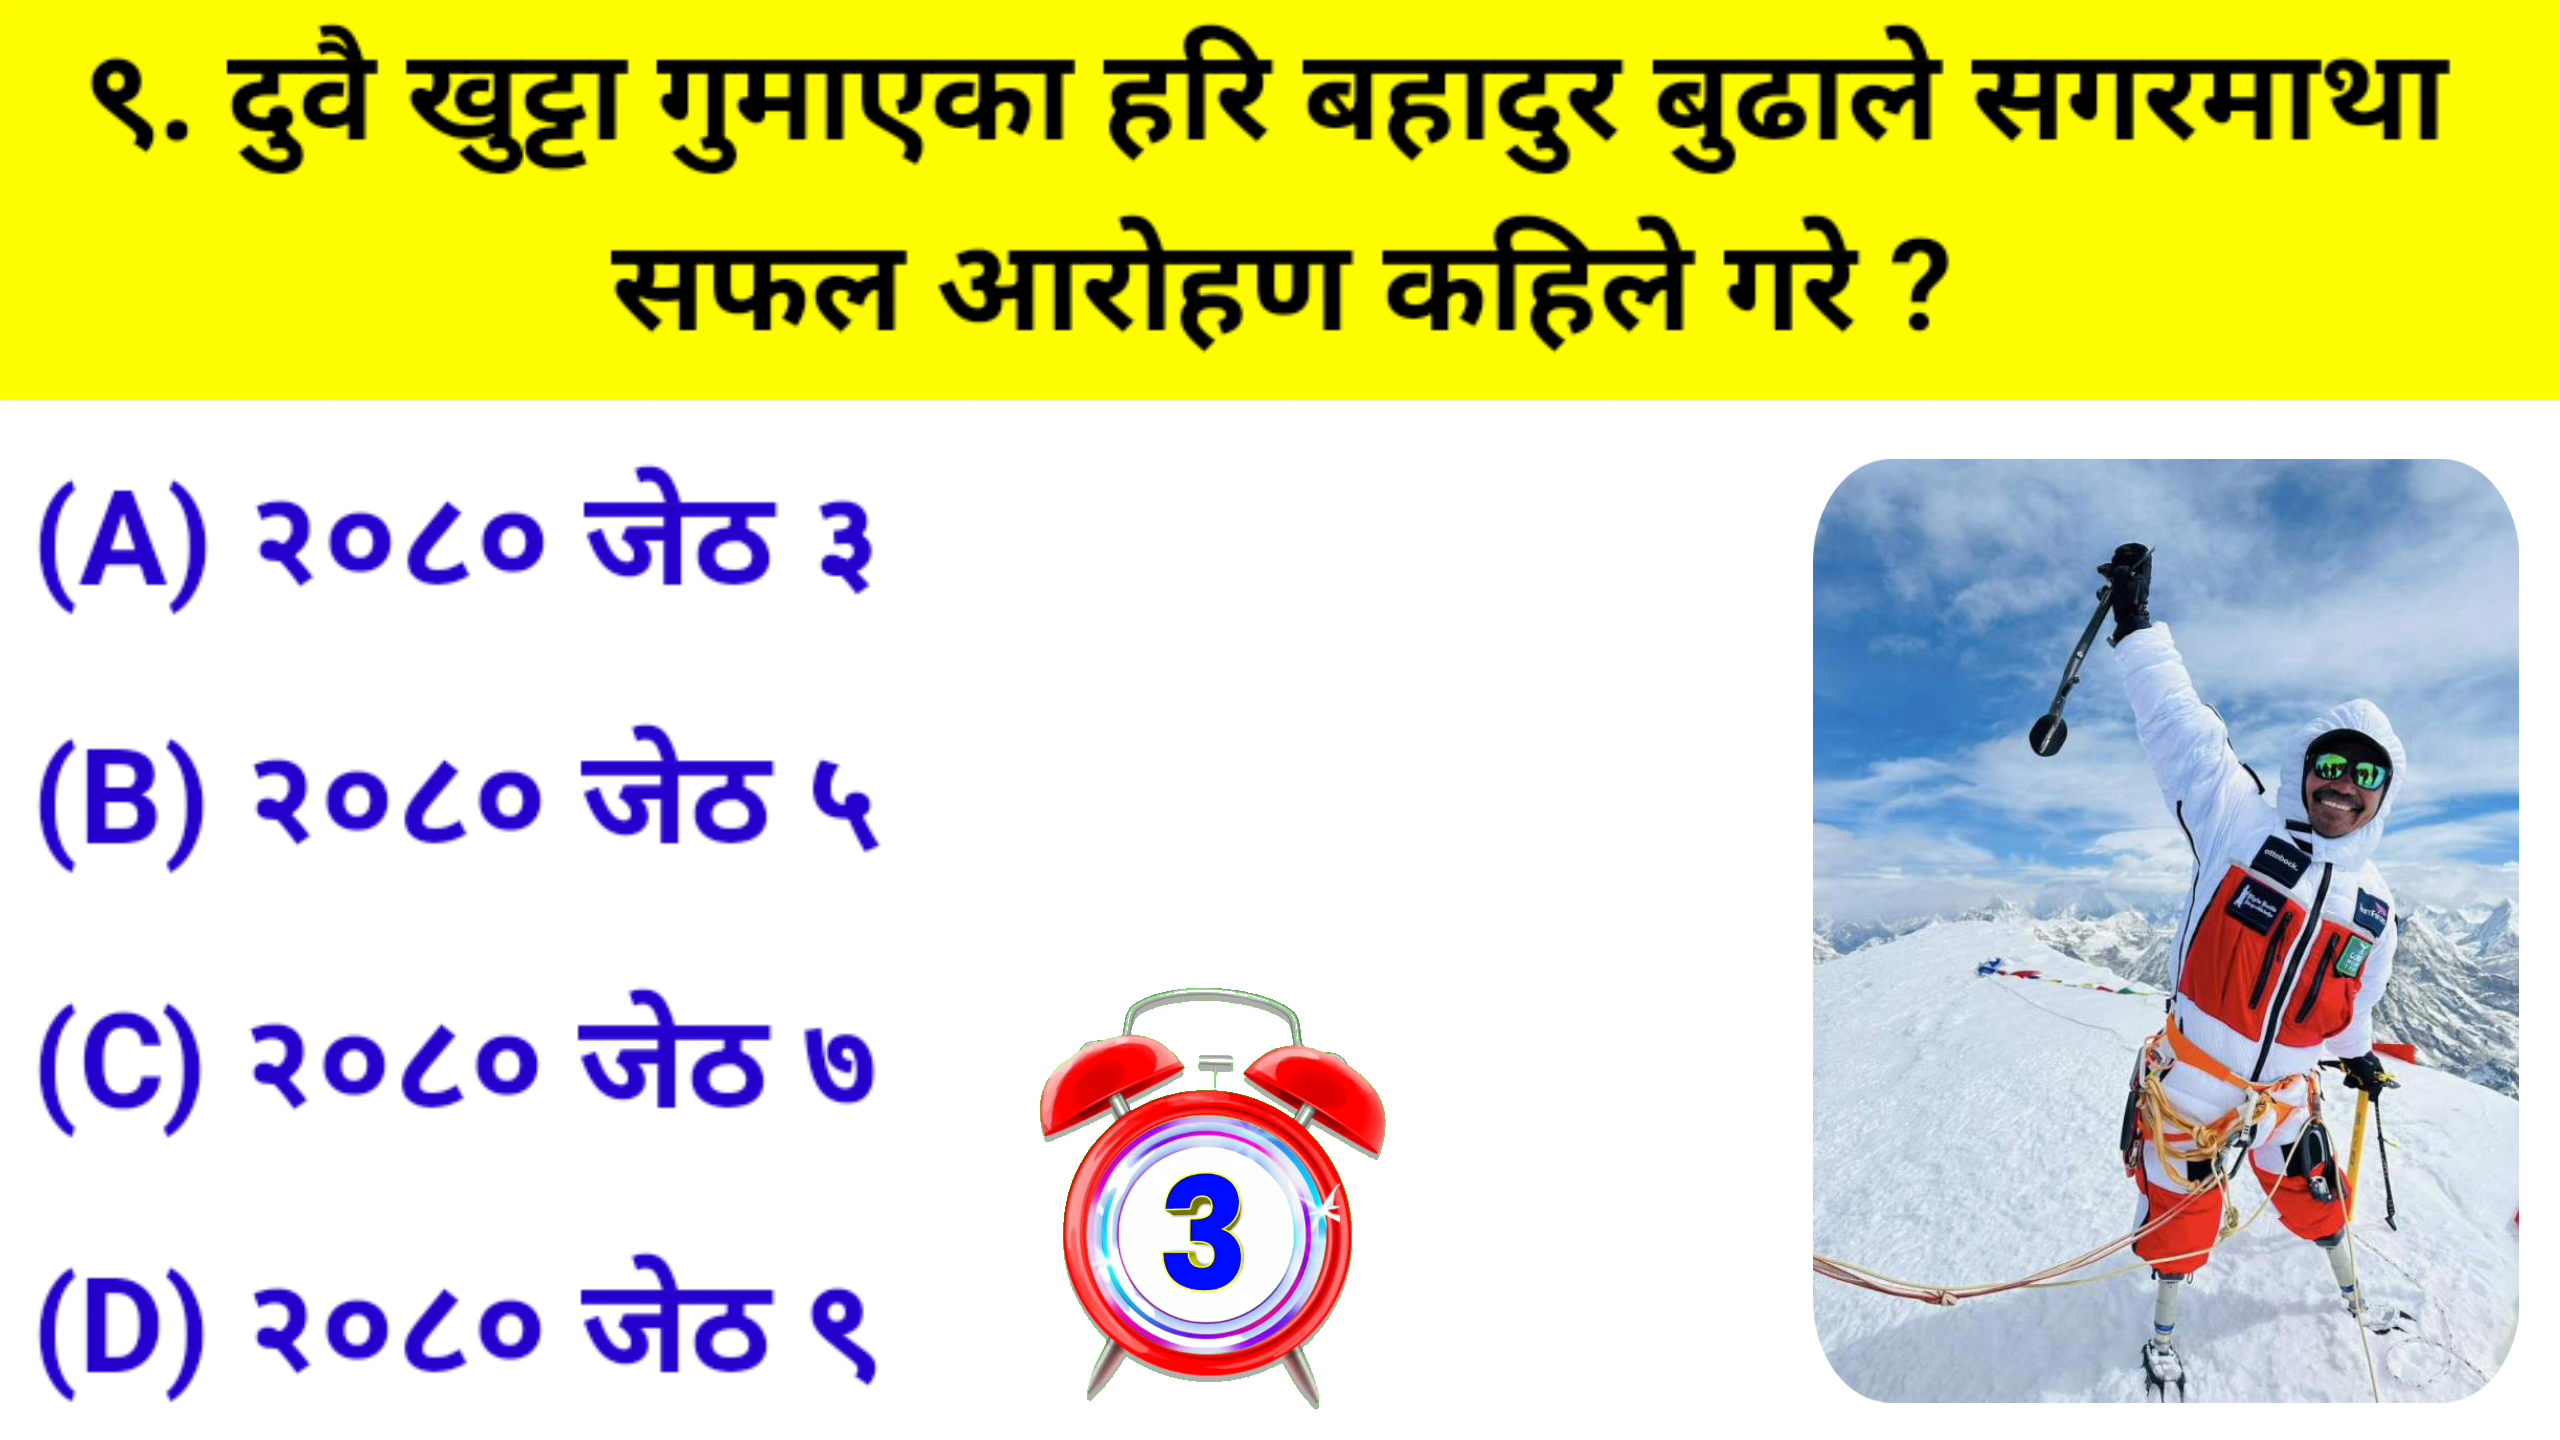 ९. दुवै खुट्टा गुमाएका हरि बहादुर बुढाले सगरमाथा
सफल आरोहण कहिले गरे ?
(A) २०८० जेठ ३
(B) २०८० जेठ ५
(C) २०८० जेठ ७
(D) २०८० जेठ ९
3
ottobock.